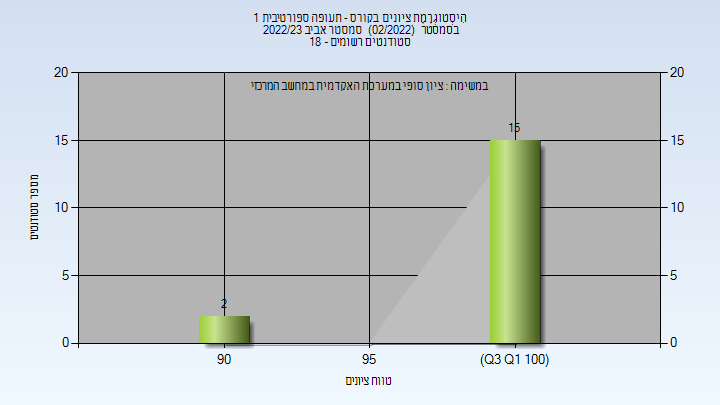 היסטוגרמת ציונים בקורס - תעופה ספורטיבית 1
בסמסטר (02/2022) סמסטר אביב 2022/23
סטודנטים רשומים - 18
במשימה : ציון סופי במערכת האקדמית במחשב המרכזי
20 20
15 15
10 10
5 5
0 0
15
2
מספר סטודנטים
90 95 (Q3 Q1 100)
טווח ציונים